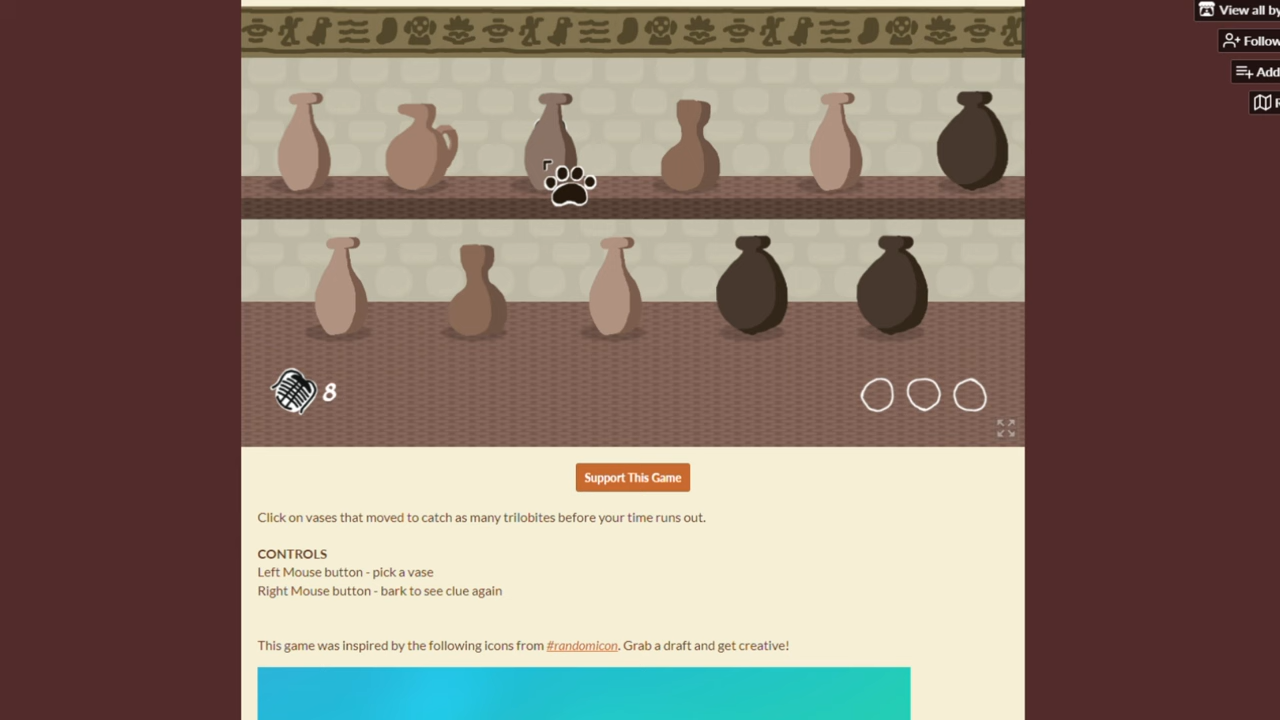 View all by
Follow
Add
8
Support This Game
Click on vases that moved to catch as many trilobites before your time runs out.
CONTROLS
Left Mouse button - pick a vase
Right Mouse button - bark to see clue again
This game was inspired by the following icons from #randomicon. Grab a draft and get creative!